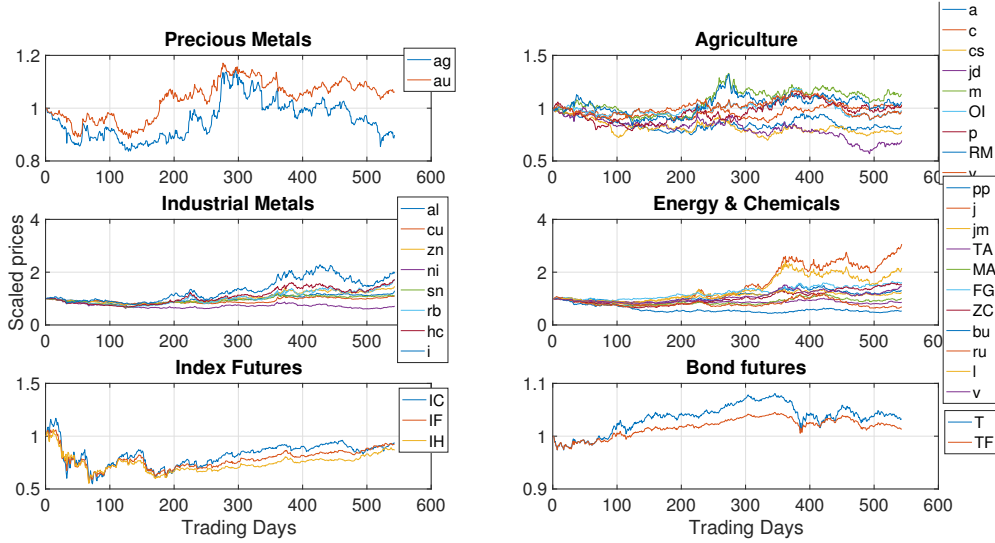 Precious Metals
1.2
1
0.8
0 100 200 300 400 500 600
ag
au
Agriculture
1.5
1
0.5
0 100 200 300 400 500 600
a
c
cs
jd
m
OI
p
RM
Industrial Metals
Scaled prices
4
2
0
0 100 200 300 400 500 600
al
cu
zn
ni
sn
rb
hc
i
Energy & Chemicals
4
2
0
0 100 200 300 400 500 600
pp
j
jm
TA
MA
FG
ZC
bu
ru
l
v
Index Futures
1.5
1
0.5
0 100 200 300 400 500 600
Trading Days
IC
IF
IH
Bond futures
1.1
1
0.9
0 100 200 300 400 500 600
Trading Days
T
TF